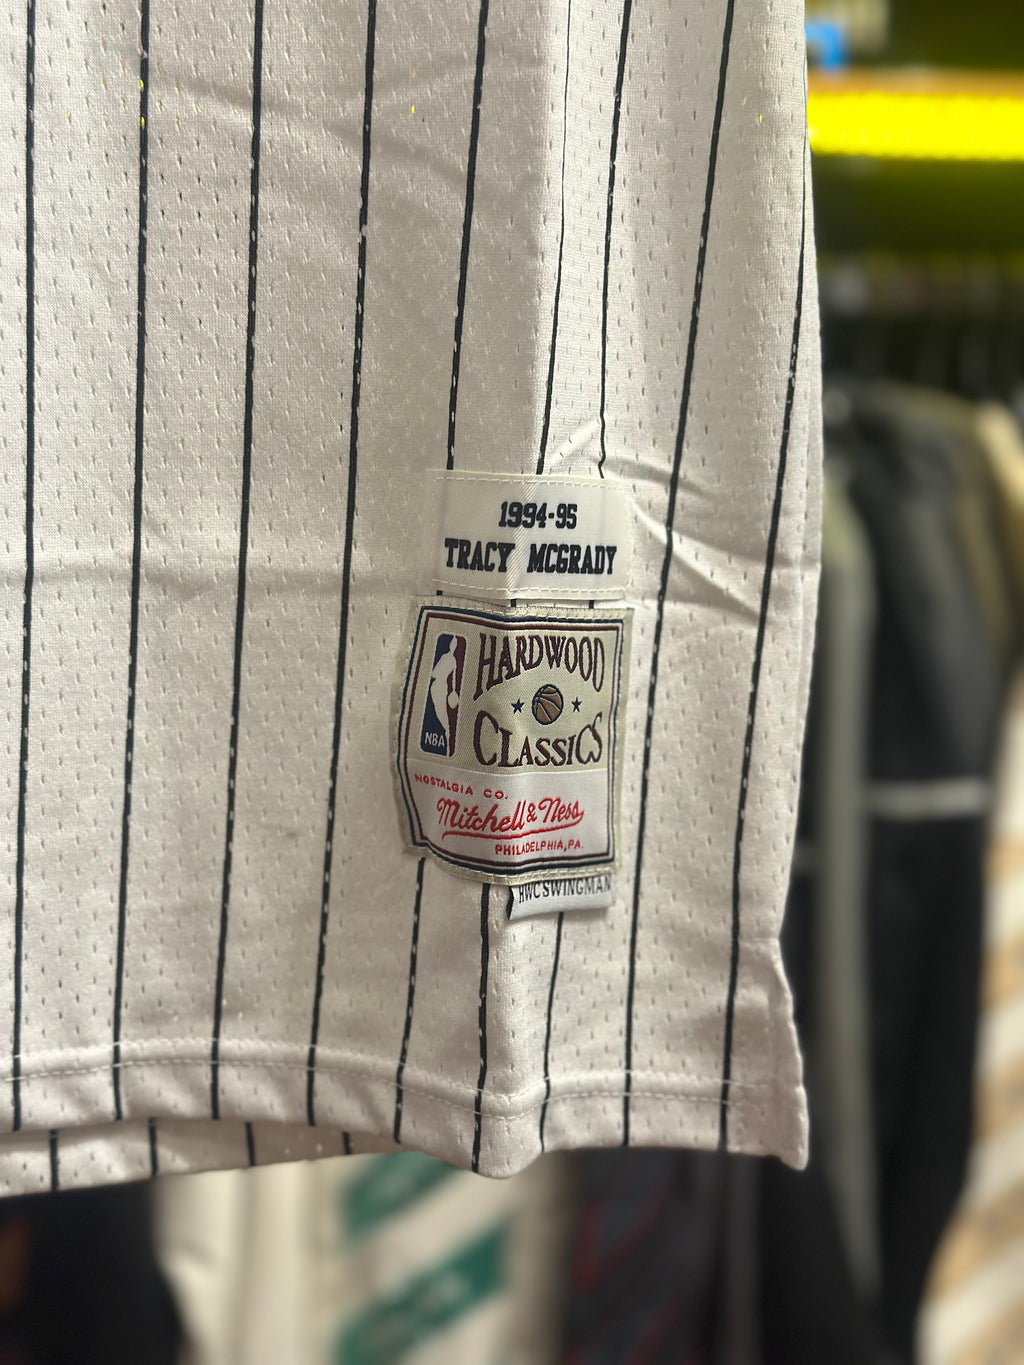 1994-95
TRACY MCGRADY
HARDWOOD
CLASSICS
NBA
NOSTALGIA CO.
Mitchell & Ness
PHILADELPHIA, PA.
HWC SWINGMAN